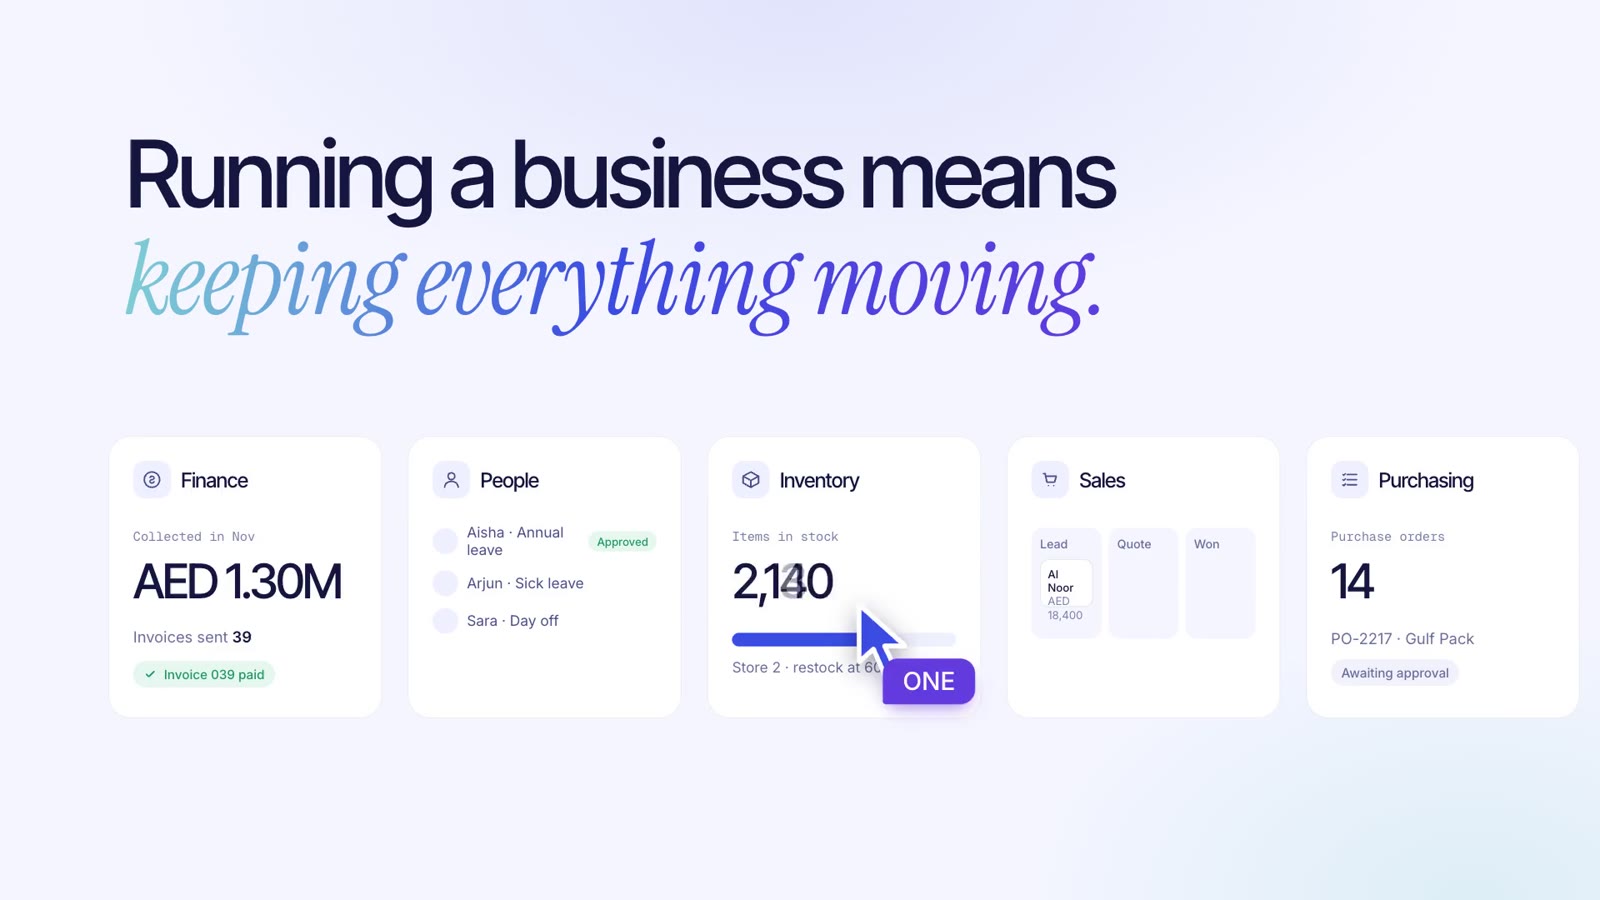 Running a business means
keeping everything moving.
Finance
Collected in Nov
AED 1.30M
Invoices sent 39
Invoice 039 paid
People
Aisha · Annual
leave
Approved
Arjun · Sick leave
Sara · Day off
Inventory
Items in stock
Store 2 · restock at
ONE
Sales
Lead
Al
Noor
AED
18,400
Quote
Won
Purchasing
Purchase orders
14
PO-2217 · Gulf Pack
Awaiting approval